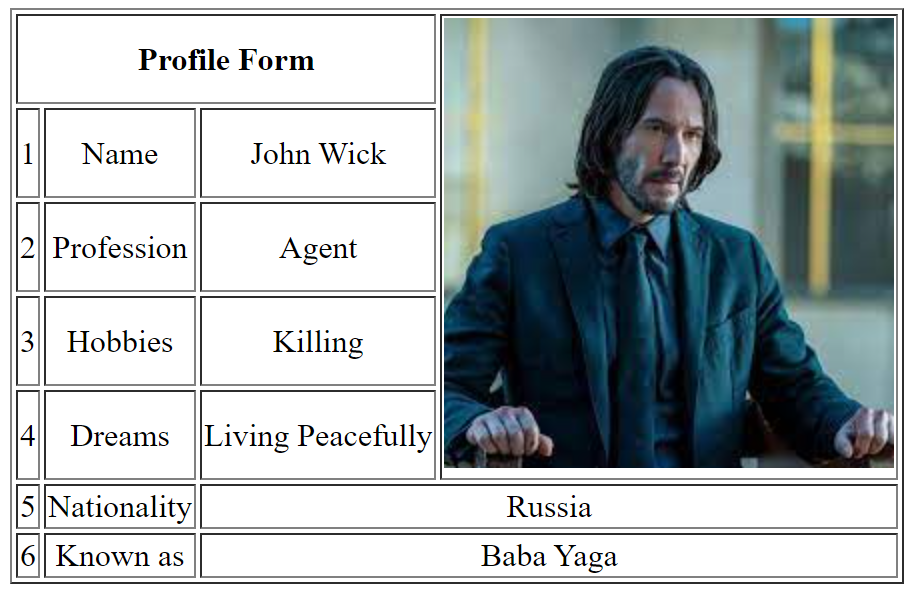 Profile Form
1 Name John Wick
2 Profession Agent
3 Hobbies Killing
4 Dreams Living Peacefully
5 Nationality Russia
6 Known as Baba Yaga